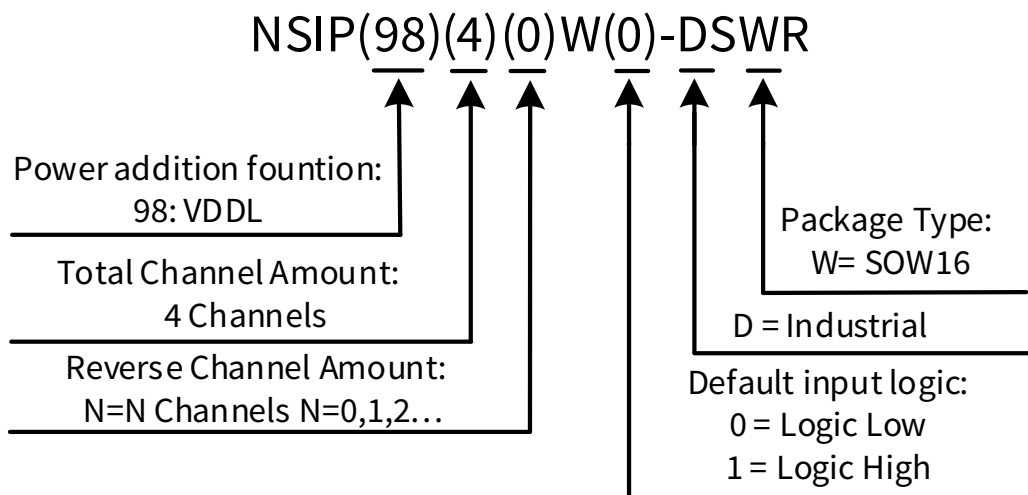 NSIP(98)(4)(0)W(0)-DSWR
Power addition fountion:
98: VDDL
Total Channel Amount:
4 Channels
Reverse Channel Amount:
N=N Channels N=0,1,2…
Package Type:
W= SOW16
D = Industrial
Default input logic:
0 = Logic Low
1 = Logic High